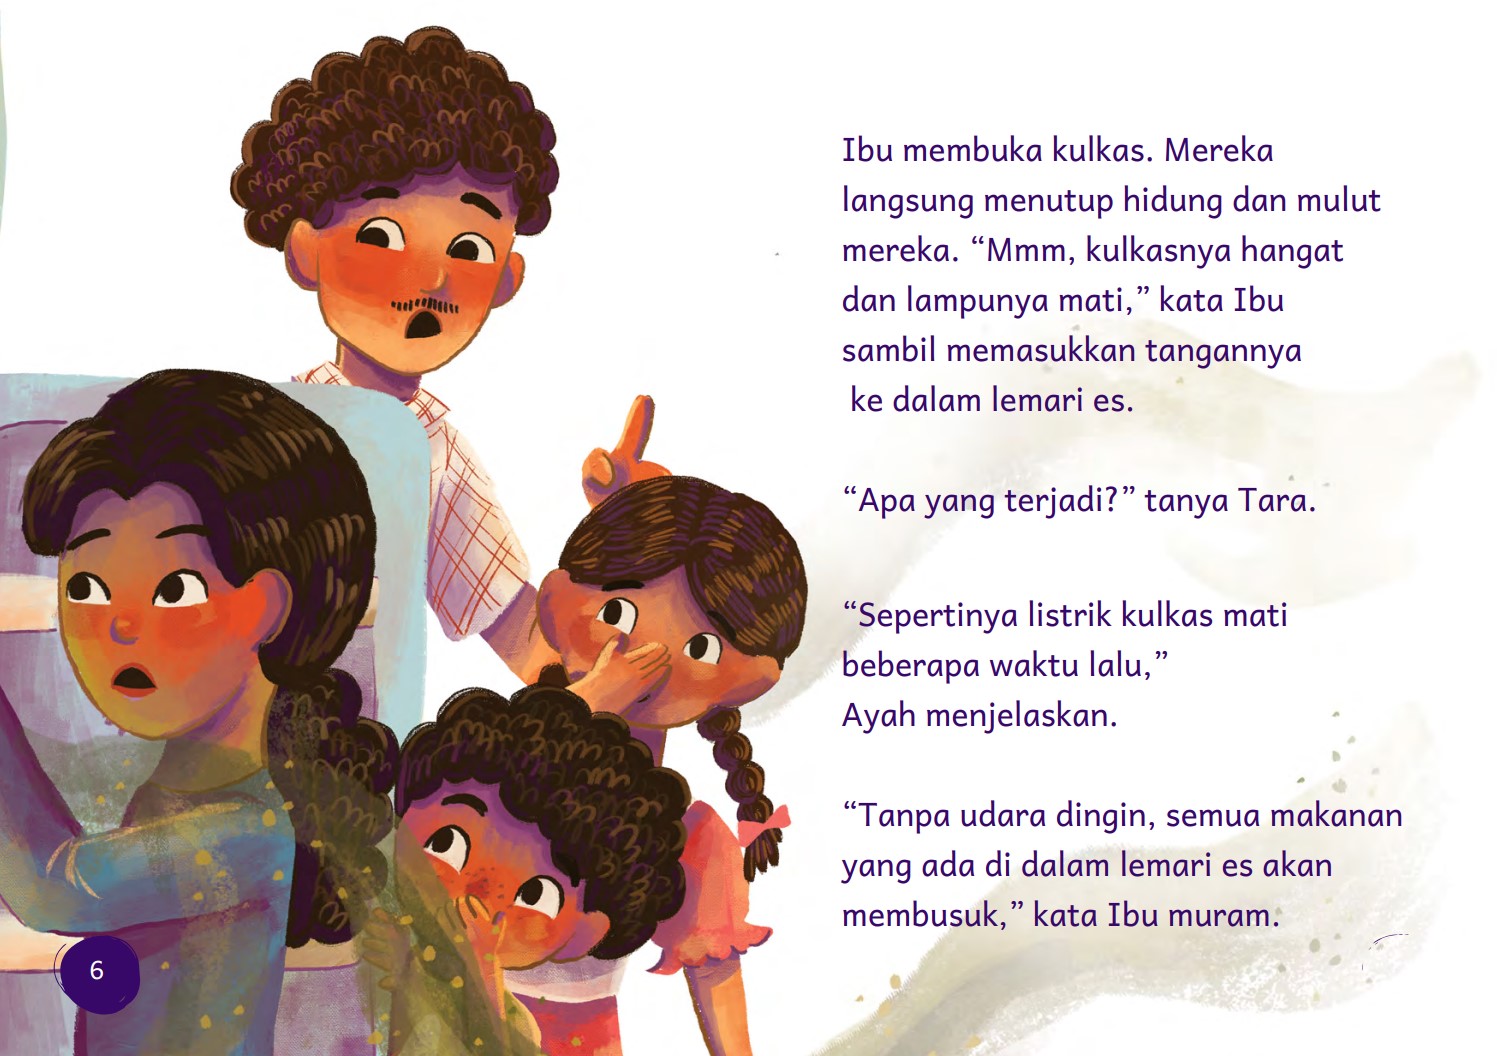 Ibu membuka kulkas. Mereka
langsung menutup hidung dan mulut
mereka. “Mmm, kulkasnya hangat
dan lampunya mati,” kata Ibu
sambil memasukkan tangannya
ke dalam lemari es.
“Apa yang terjadi?” tanya Tara.
“Sepertinya listrik kulkas mati
beberapa waktu lalu,”
Ayah menjelaskan.
“Tanpa udara dingin, semua makanan
yang ada di dalam lemari es akan
membusuk,” kata Ibu muram.
6